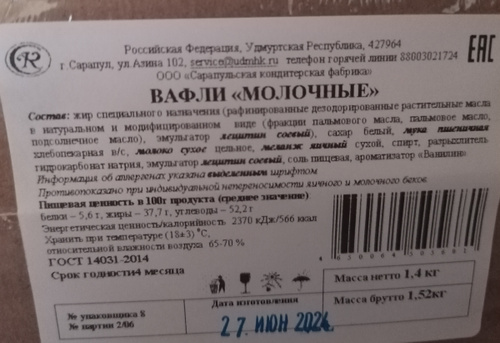 Российская Федерация, Удмуртская Республика, 427964
г. Сарапул, ул.Азина 102, service@udmhk.ru телефон горячей линии 88003021724
ООО «Сарапульская кондитерская фабрика»
EAC
ВАФЛИ «МОЛОЧНЫЕ»
Состав: жир специального назначения (рафинированные дезодорированные растительные масла
в натуральном и модифицированном виде (фракции пальмового масла, пальмовое масло,
подсолнечное масло), эмульгатор лецитин соевый), сахар белый, мука пшеничная
хлебопекарная в/с, молоко сухое цельное, меланж яичный сухой, спирт, разрыхлитель
гидрокарбонат натрия, эмульгатор лецитин соевый, соль пищевая, ароматизатор «Ванилин»
Информация об аллергенах указана выделенным шрифтом
Противопоказано при индивидуальной непереносимости яичного и молочного белков
Пищевая ценность в 100г продукта (среднее значение)
белки – 5,6 г, жиры – 37,7 г, углеводы – 52,2 г
Энергетическая ценность/калорийность 2370 кДж/566 ккал
Хранить при температуре (18±3) °C,
относительной влажности воздуха 65-70 %
ГОСТ 14031-2014
Срок годности 4 месяца
Масса нетто 1,4 кг
Масса брутто 1,52кг
Дата изготовления
27. ИЮН 2024.
№ упаковщика 8
№ партии 2/06